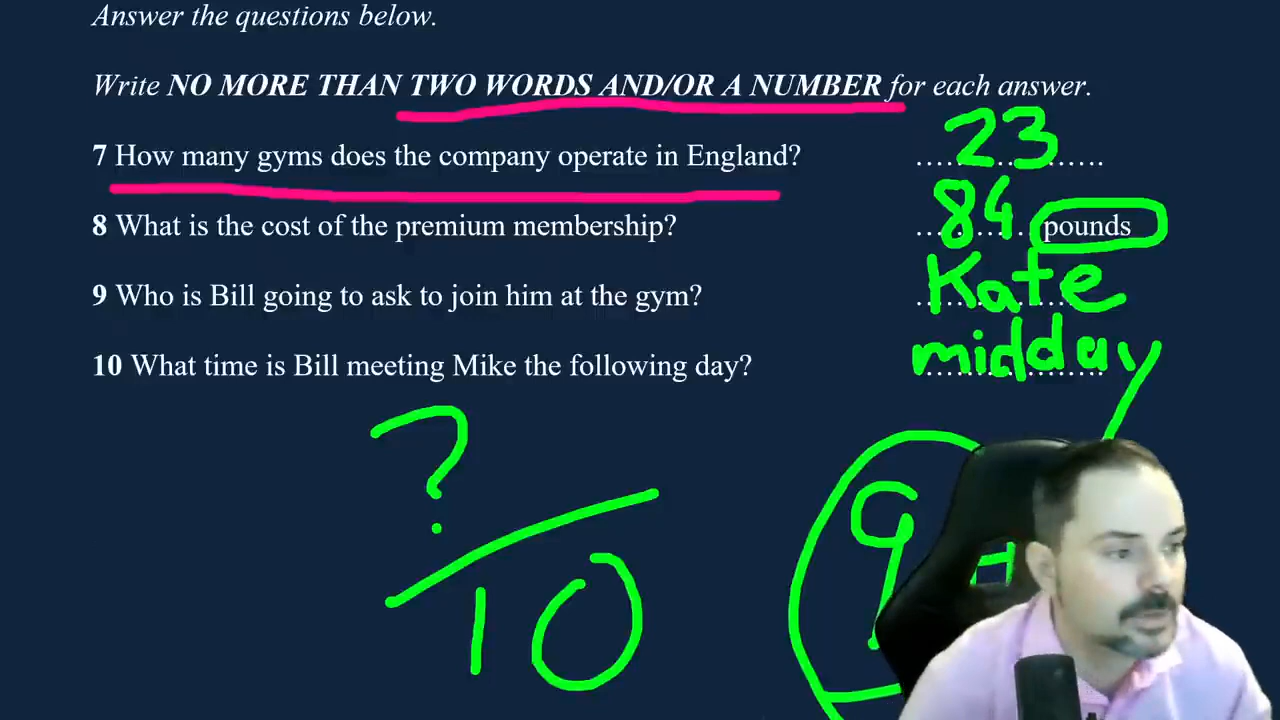 Answer the questions below.
Write NO MORE THAN TWO WORDS AND/OR A NUMBER for each answer.
7 How many gyms does the company operate in England? 23
8 What is the cost of the premium membership? 84 pounds
9 Who is Bill going to ask to join him at the gym? Kate
10 What time is Bill meeting Mike the following day? midday
?
10
9